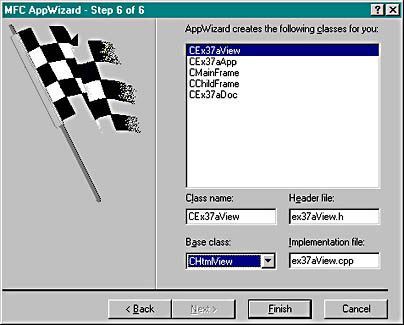 MFC AppWizard - Step 6 of 6
AppWizard creates the following classes for you:
CEx37aView
CEx37aApp
CMainFrame
CChildFrame
CEx37aDoc
Class name: Header file:
CEx37aView ex37aView.h
Base class: Implementation file:
CHtmlView ex37aView.cpp
< Back Next > Finish Cancel